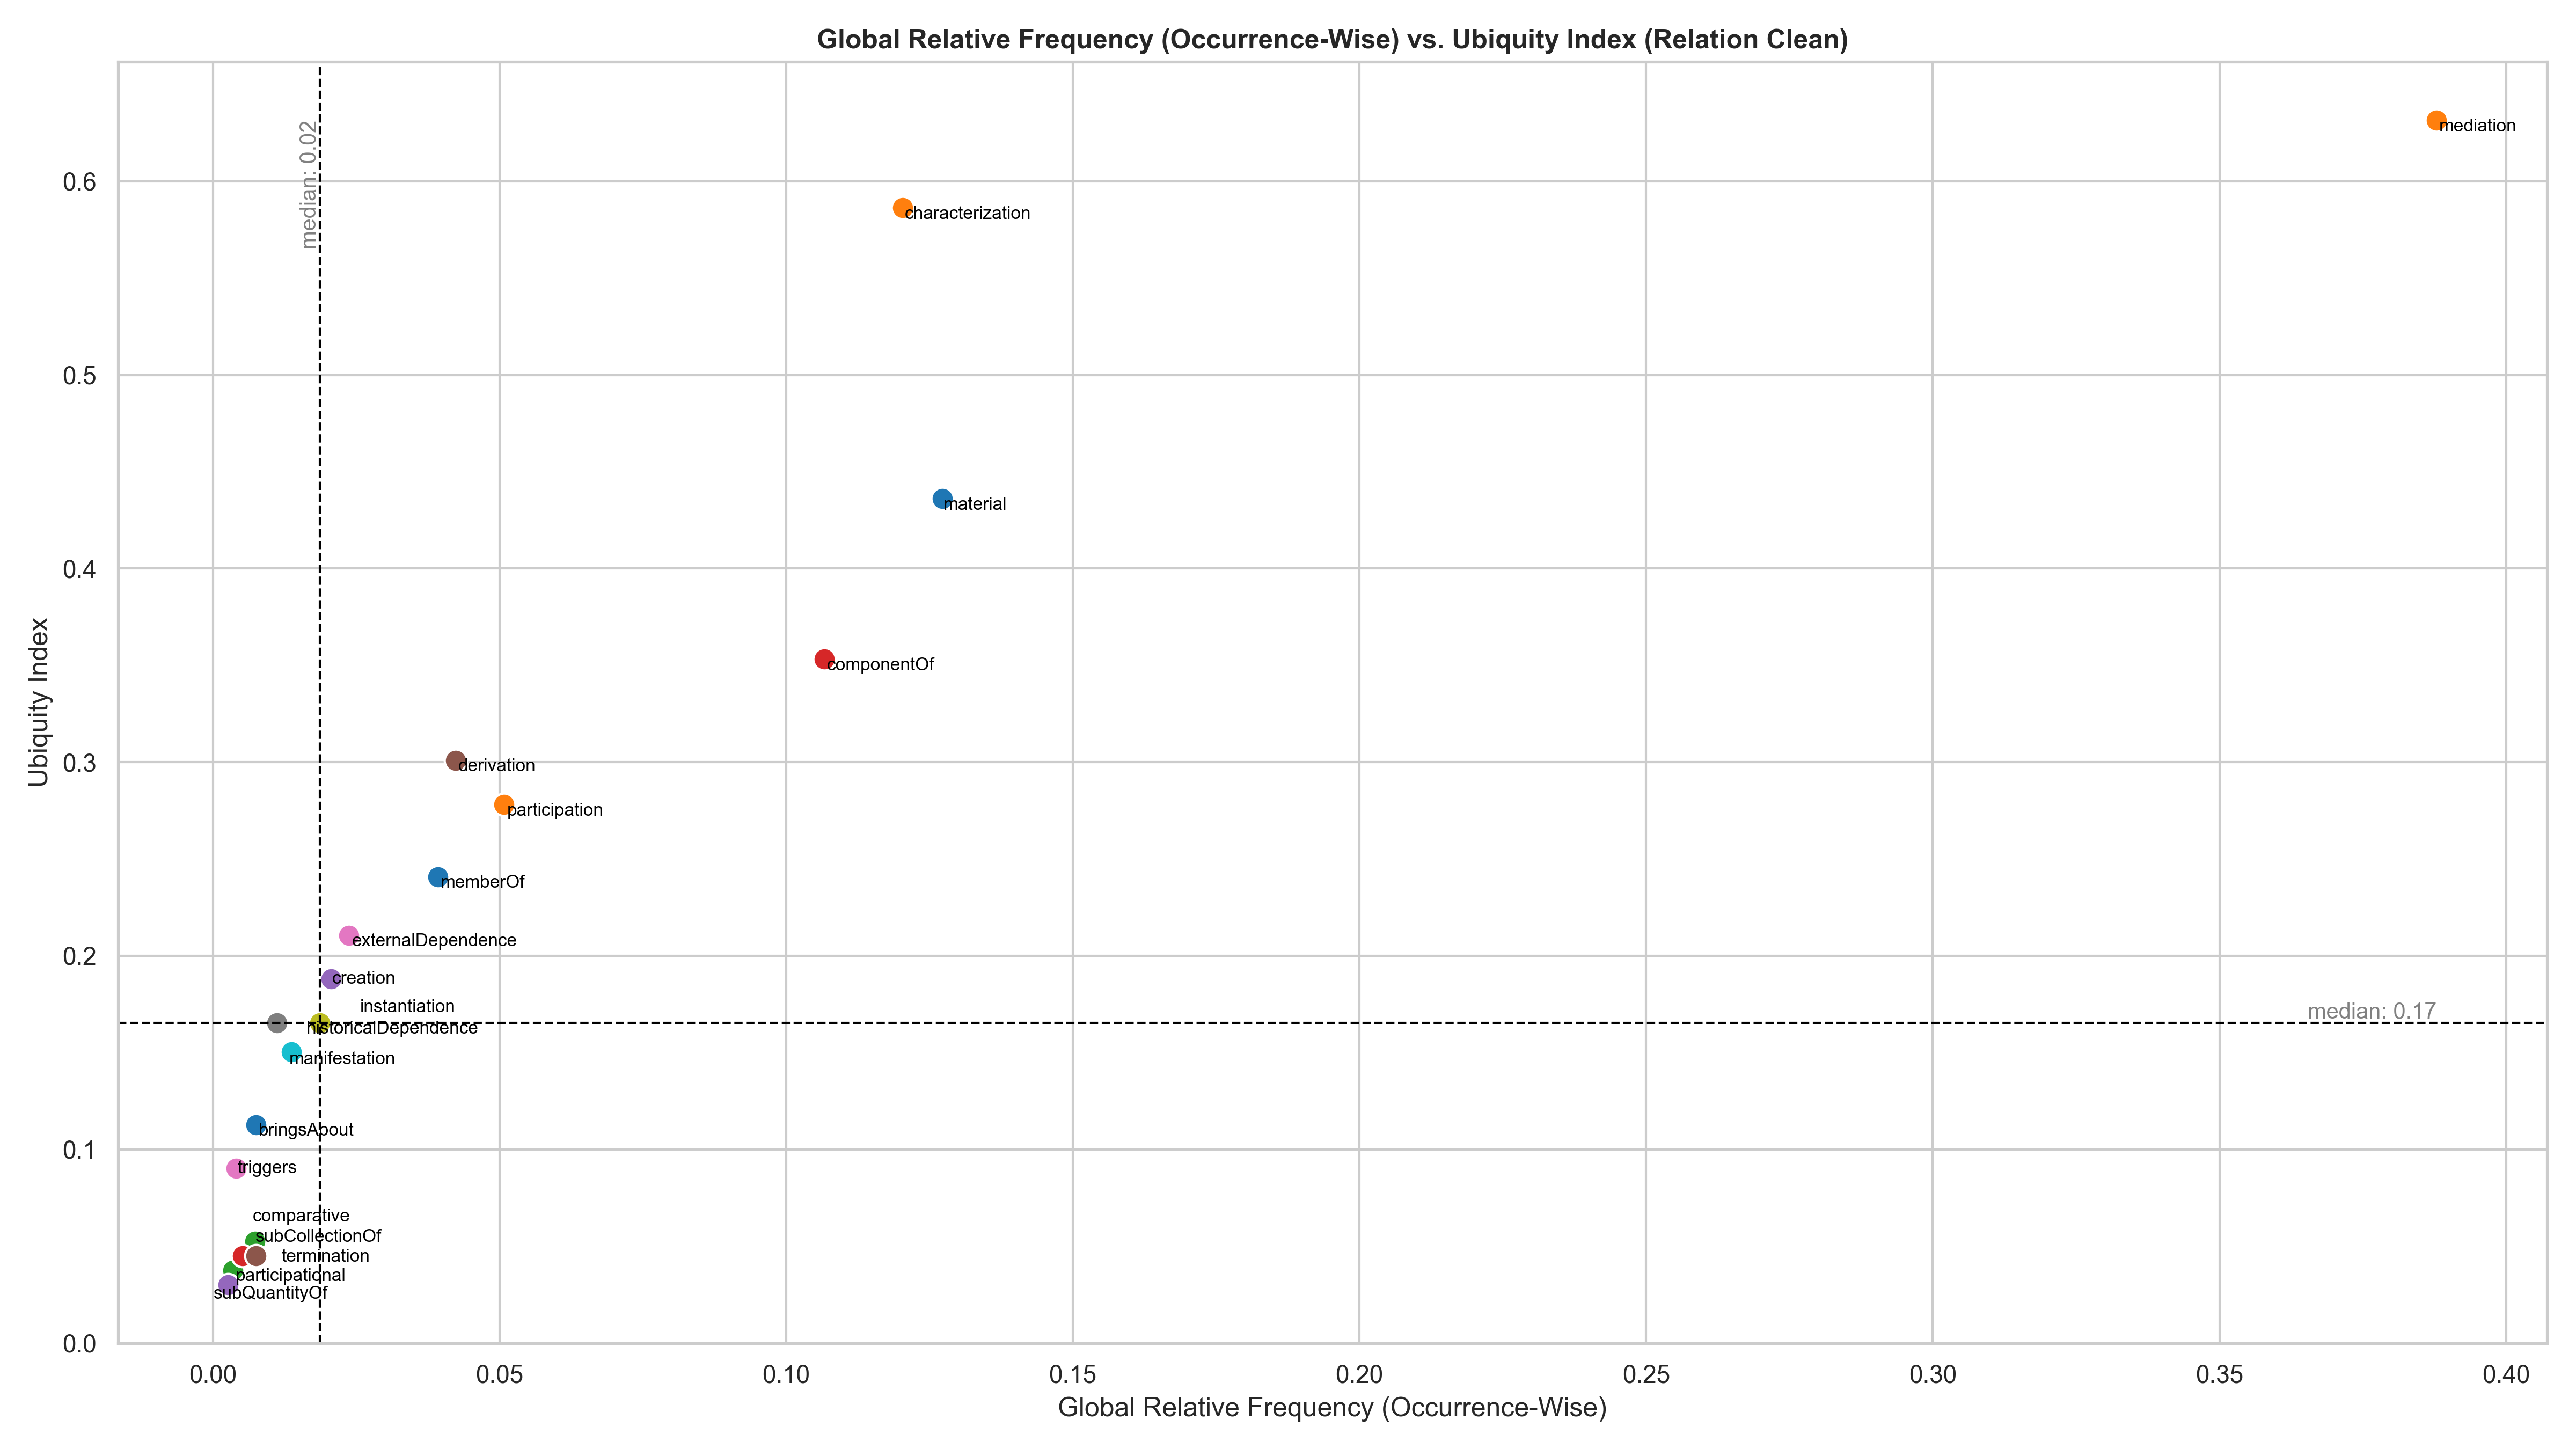 Global Relative Frequency (Occurrence-Wise) vs. Ubiquity Index (Relation Clean)
median: 0.02
mediation
0.6
characterization
0.5
material
0.4
componentOf
Ubiquity Index
0.3
derivation
participation
memberOf
externalDependence
0.2
creation
instantiation
median: 0.17
historicalDependence
manifestation
bringsAbout
0.1
triggers
comparative
subCollectionOf
termination
participational
subQuantityOf
0.0
0.00 0.05 0.10 0.15 0.20 0.25 0.30 0.35 0.40
Global Relative Frequency (Occurrence-Wise)